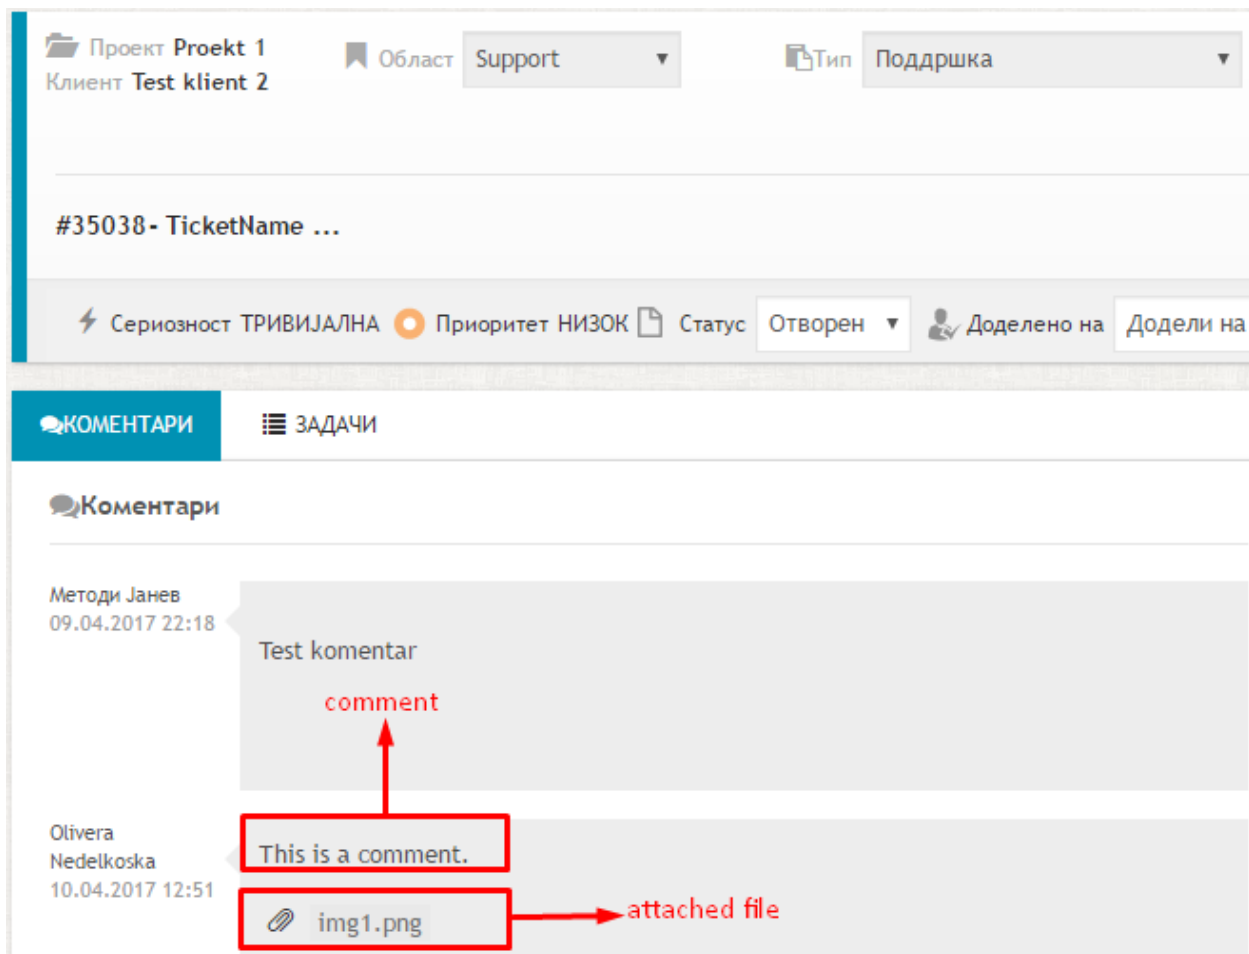 Проект Proekt 1
Област Support
Тип Поддршка
Клиент Test klient 2
#35038- TicketName ...
Сериозност ТРИВИЈАЛНА Приоритет НИЗОК Статус Отворен Доделено на Додели на
КОМЕНТАРИ ЗАДАЧИ
Коментари
Методи Јанев
09.04.2017 22:18
Test komentar
comment
Olivera
Nedelkoska
10.04.2017 12:51
This is a comment.
img1.png
attached file